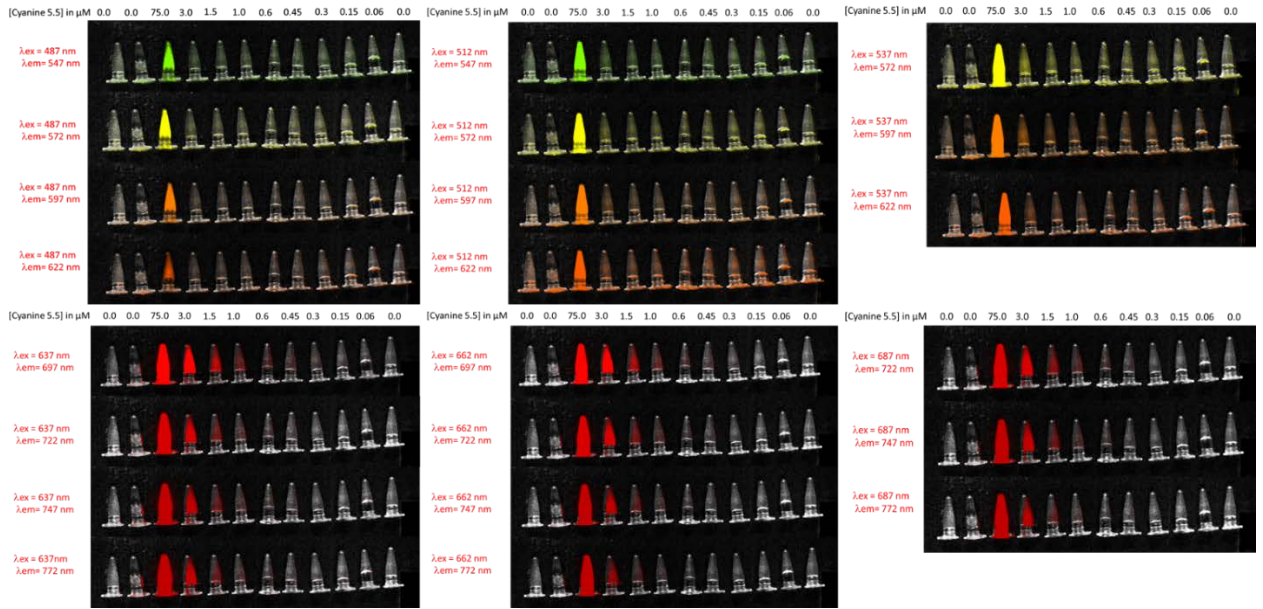 [Cyanine 5.5] in µM 0.0 0.0 75.0 3.0 1.5 1.0 0.6 0.45 0.3 0.15 0.06 0.0
λex = 487 nm
λem= 547 nm
λex = 487 nm
λem= 572 nm
λex = 487 nm
λem= 597 nm
λex = 487 nm
λem= 622 nm
[Cyanine 5.5] in µM 0.0 0.0 75.0 3.0 1.5 1.0 0.6 0.45 0.3 0.15 0.06 0.0
λex = 512 nm
λem= 547 nm
λex = 512 nm
λem= 572 nm
λex = 512 nm
λem= 597 nm
λex = 512 nm
λem= 622 nm
[Cyanine 5.5] in µM 0.0 0.0 75.0 3.0 1.5 1.0 0.6 0.45 0.3 0.15 0.06 0.0
λex = 537 nm
λem= 572 nm
λex = 537 nm
λem= 597 nm
λex = 537 nm
λem= 622 nm
[Cyanine 5.5] in µM 0.0 0.0 75.0 3.0 1.5 1.0 0.6 0.45 0.3 0.15 0.06 0.0
λex = 637 nm
λem= 697 nm
λex = 637 nm
λem= 722 nm
λex = 637 nm
λem= 747 nm
λex = 637nm
λem= 772 nm
[Cyanine 5.5] in µM 0.0 0.0 75.0 3.0 1.5 1.0 0.6 0.45 0.3 0.15 0.06 0.0
λex = 662 nm
λem= 697 nm
λex = 662 nm
λem= 722 nm
λex = 662 nm
λem= 747 nm
λex = 662 nm
λem= 772 nm
[Cyanine 5.5] in µM 0.0 0.0 75.0 3.0 1.5 1.0 0.6 0.45 0.3 0.15 0.06 0.0
λex = 687 nm
λem= 722 nm
λex = 687 nm
λem= 747 nm
λex = 687 nm
λem= 772 nm